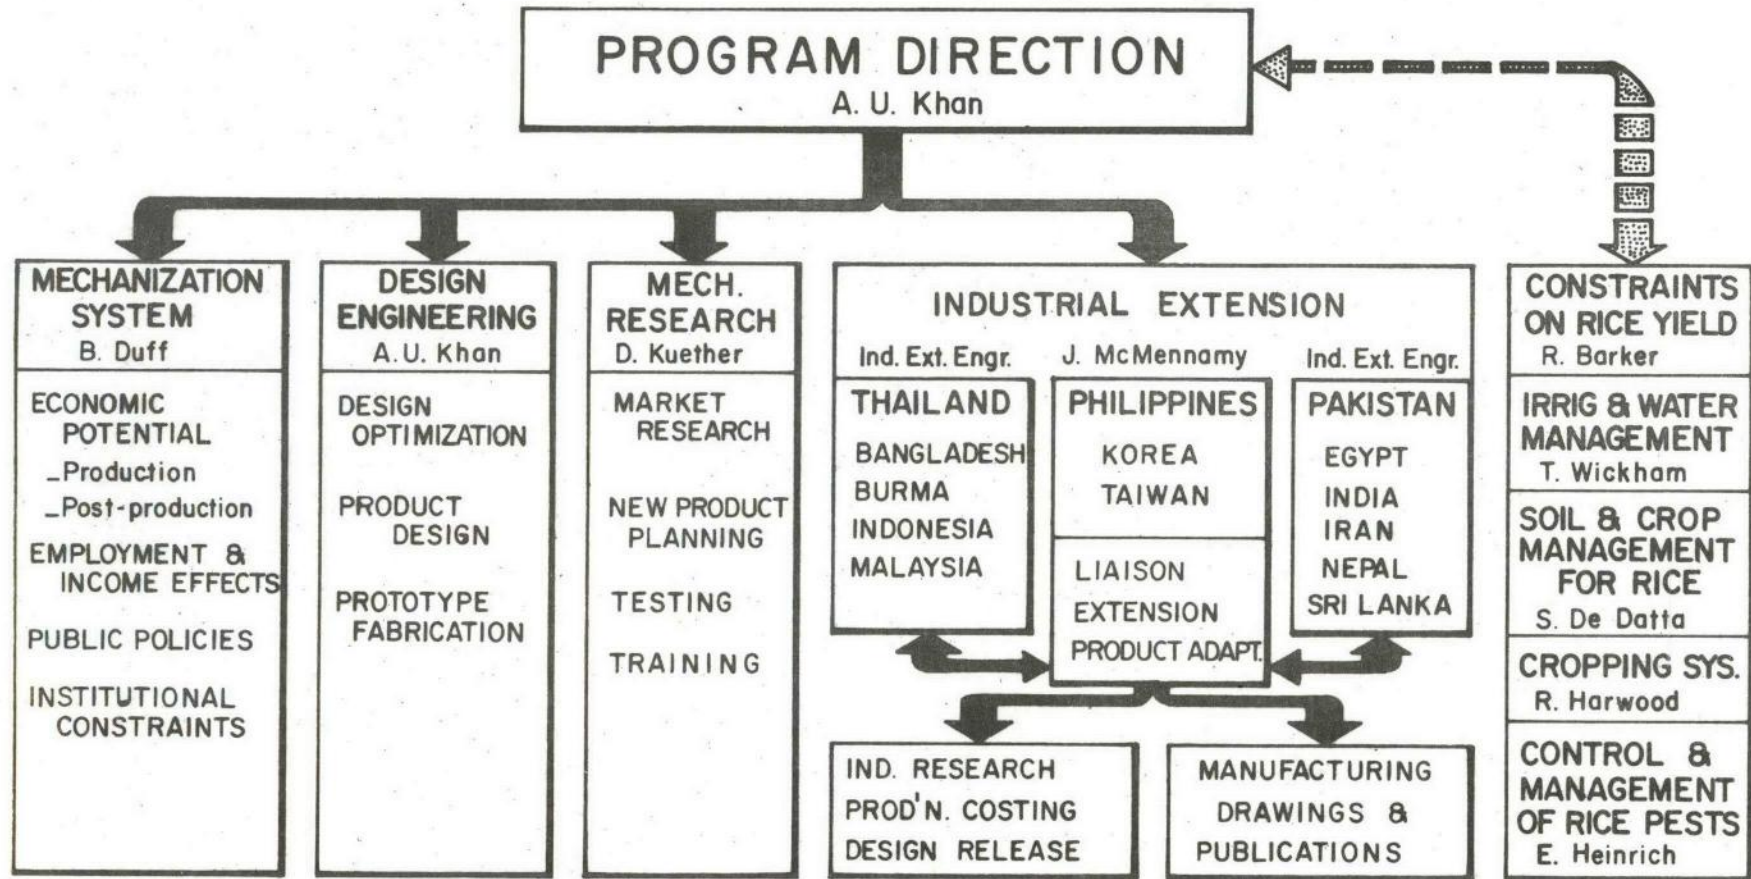 PROGRAM DIRECTION
A. U. Khan
MECHANIZATION
SYSTEM
B. Duff
ECONOMIC
POTENTIAL
–Production
–Post-production
EMPLOYMENT &
INCOME EFFECTS
PUBLIC POLICIES
INSTITUTIONAL
CONSTRAINTS
DESIGN
ENGINEERING
A.U. Khan
DESIGN
OPTIMIZATION
PRODUCT
DESIGN
PROTOTYPE
FABRICATION
MECH.
RESEARCH
D. Kuether
MARKET
RESEARCH
NEW PRODUCT
PLANNING
TESTING
TRAINING
INDUSTRIAL EXTENSION
Ind. Ext. Engr.
THAILAND
BANGLADESH
BURMA
INDONESIA
MALAYSIA
J. McMennamy
PHILIPPINES
KOREA
TAIWAN
LIAISON
EXTENSION
PRODUCT ADAPT.
Ind. Ext. Engr.
PAKISTAN
EGYPT
INDIA
IRAN
NEPAL
SRI LANKA
IND. RESEARCH
PROD'N. COSTING
DESIGN RELEASE
MANUFACTURING
DRAWINGS &
PUBLICATIONS
CONSTRAINTS
ON RICE YIELD
R. Barker
IRRIG & WATER
MANAGEMENT
T. Wickham
SOIL & CROP
MANAGEMENT
FOR RICE
S. De Datta
CROPPING SYS.
R. Harwood
CONTROL &
MANAGEMENT
OF RICE PESTS
E. Heinrich